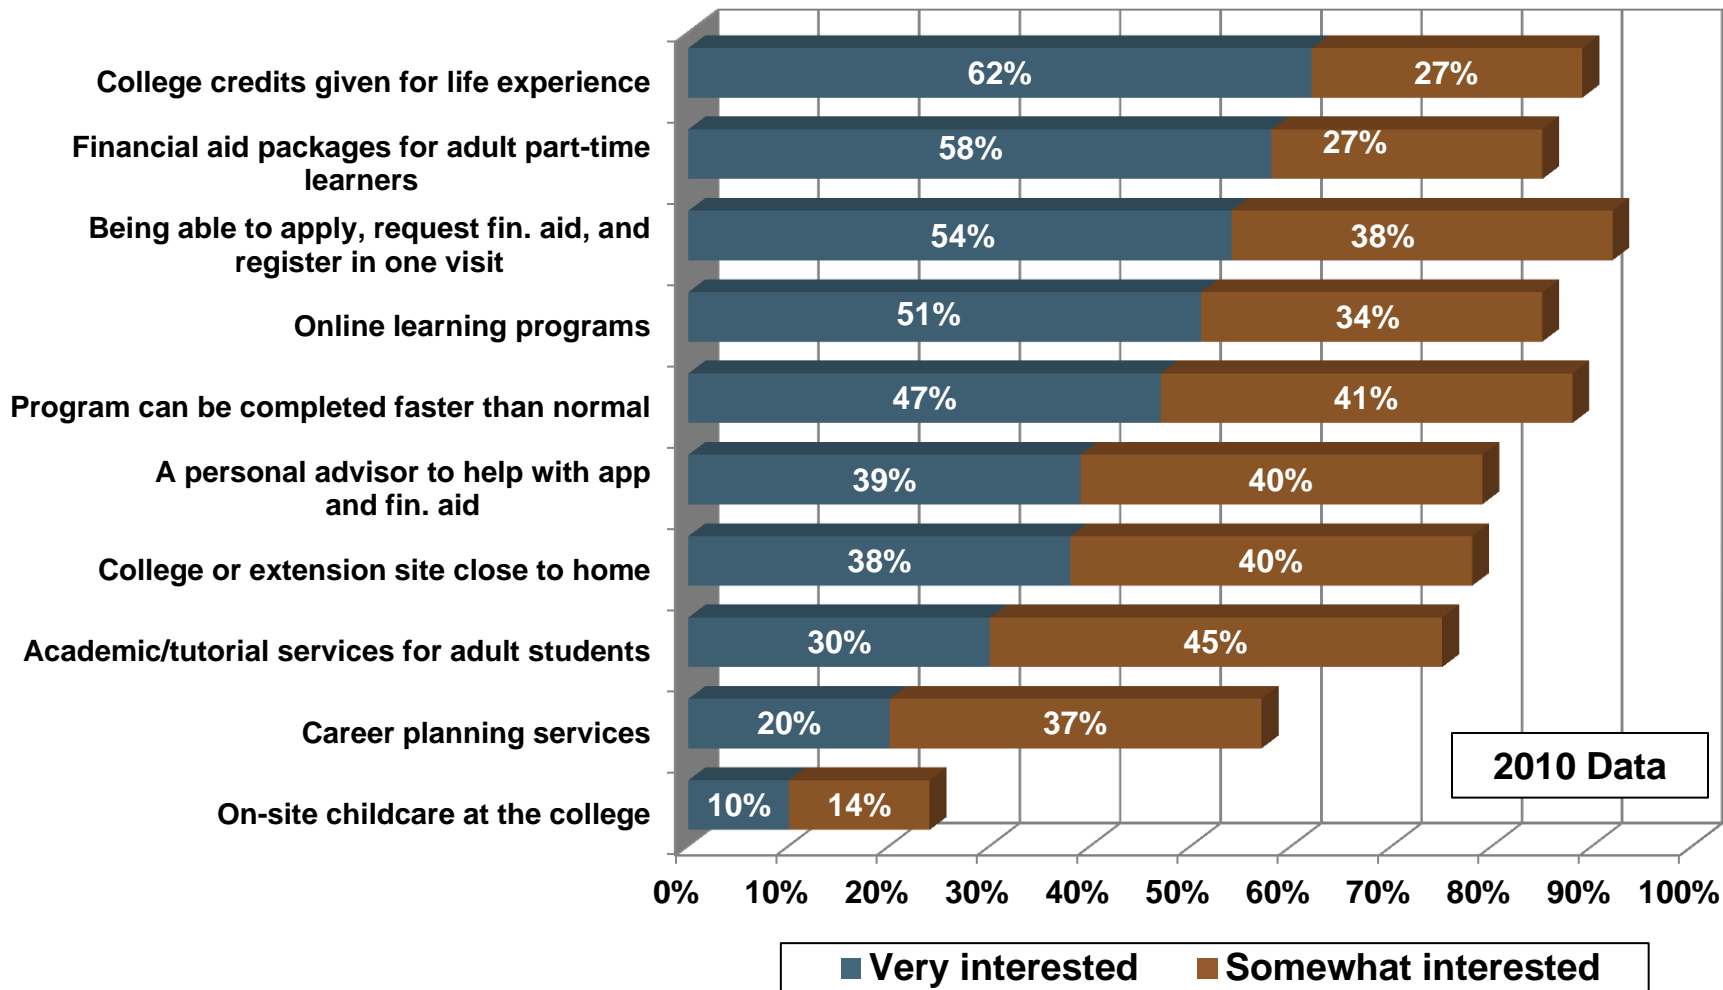 College credits given for life experience
62%
27%
Financial aid packages for adult part-time
learners
58%
27%
Being able to apply, request fin. aid, and
register in one visit
54%
38%
Online learning programs
51%
34%
Program can be completed faster than normal
47%
41%
A personal advisor to help with app
and fin. aid
39%
40%
College or extension site close to home
38%
40%
Academic/tutorial services for adult students
30%
45%
Career planning services
20%
37%
2010 Data
On-site childcare at the college
10%
14%
0% 10% 20% 30% 40% 50% 60% 70% 80% 90% 100%
Very interested Somewhat interested